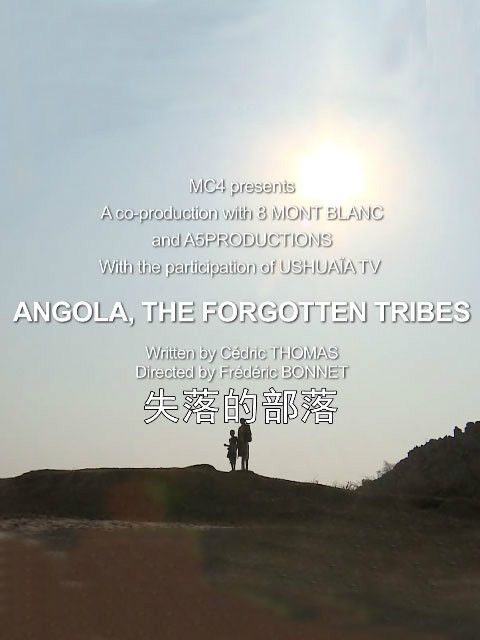 MC4 presents
A co-production with 8 MONT BLANC
and A5PRODUCTIONS
With the participation of USHUAÏA TV
ANGOLA, THE FORGOTTEN TRIBES
Written by Cédric THOMAS
Directed by Frédéric BONNET
失落的部落